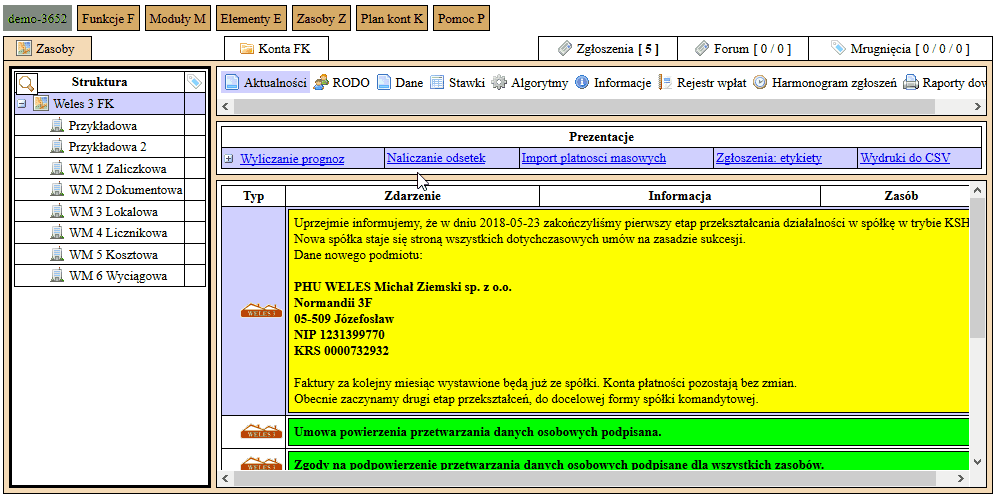 demo-3652 Funkcje F Moduły M Elementy E Zasoby Z Plan kont K Pomoc P
Zasoby Konta FK Zgłoszenia [ 5 ] Forum [ 0 / 0 ] Mrugnięcia [ 0 / 0 / 0 ]
Struktura
Weles 3 FK
Przykładowa
Przykładowa 2
WM 1 Zaliczkowa
WM 2 Dokumentowa
WM 3 Lokalowa
WM 4 Licznikowa
WM 5 Kosztowa
WM 6 Wyciągowa
Aktualności RODO Dane Stawki Algorytmy Informacje Rejestr wpłat Harmonogram zgłoszeń Raporty dow
Prezentacje
Wyliczanie prognoz Naliczanie odsetek Import platnosci masowych Zgłoszenia: etykiety Wydruki do CSV
Typ Zdarzenie Informacja Zasób
Uprzejmie informujemy, że w dniu 2018-05-23 zakończyliśmy pierwszy etap przekształcania działalności w spółkę w trybie KSH
Nowa spółka staje się stroną wszystkich dotychczasowych umów na zasadzie sukcesji.
Dane nowego podmiotu:
PHU WELES Michał Ziemski sp. z o.o.
Normandii 3F
05-509 Józefosław
NIP 1231399770
KRS 0000732932
WELES 3
Faktury za kolejny miesiąc wystawione będą już ze spółki. Konta płatności pozostają bez zmian.
Obecnie zaczynamy drugi etap przekształceń, do docelowej formy spółki komandytowej.
WELES 3
Umowa powierzenia przetwarzania danych osobowych podpisana.
WELES 3
Zgody na podpowierzenie przetwarzania danych osobowych podpisane dla wszystkich zasobów.